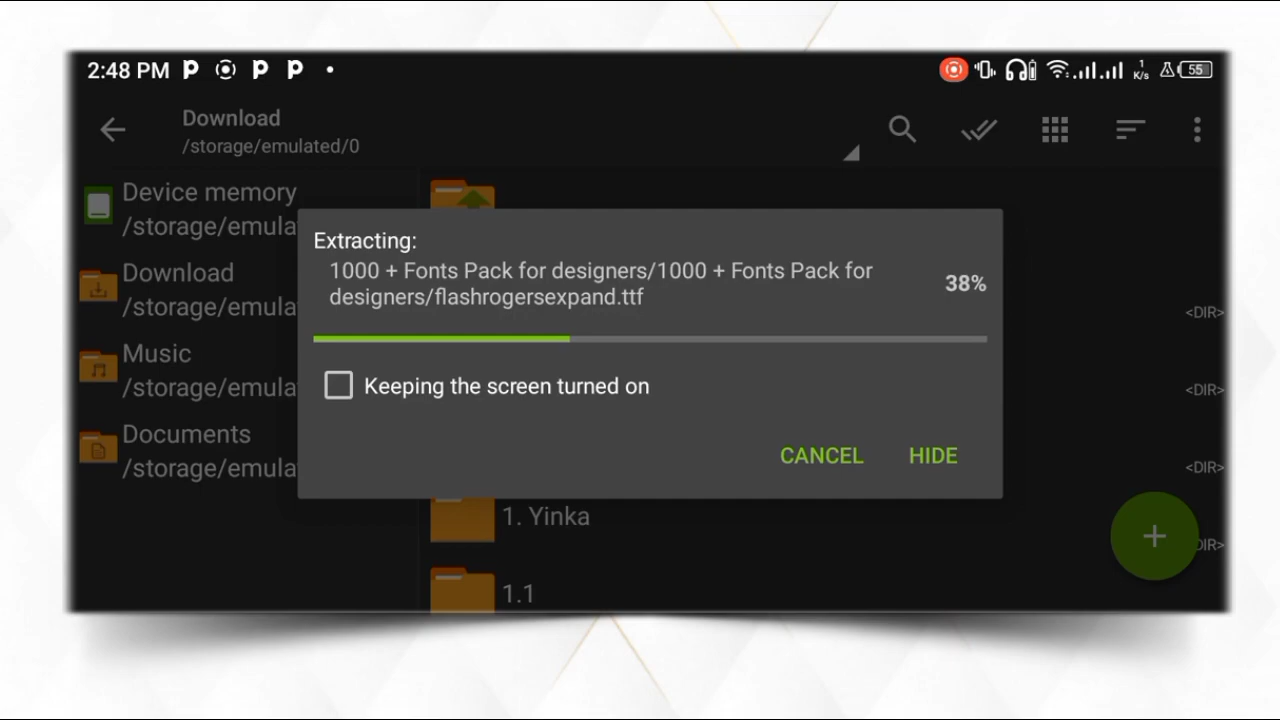 2:48 PM
1
K/s
55
Download
/storage/emulated/0
Device memory
/storage/emula
Download
/storage/emula
Music
/storage/emula
Documents
/storage/emula
Extracting:
1000 + Fonts Pack for designers/1000 + Fonts Pack for
designers/flashrogersexpand.ttf
38%
Keeping the screen turned on
CANCEL
HIDE
<DIR>
<DIR>
<DIR>
1. Yinka
DIR>
1.1